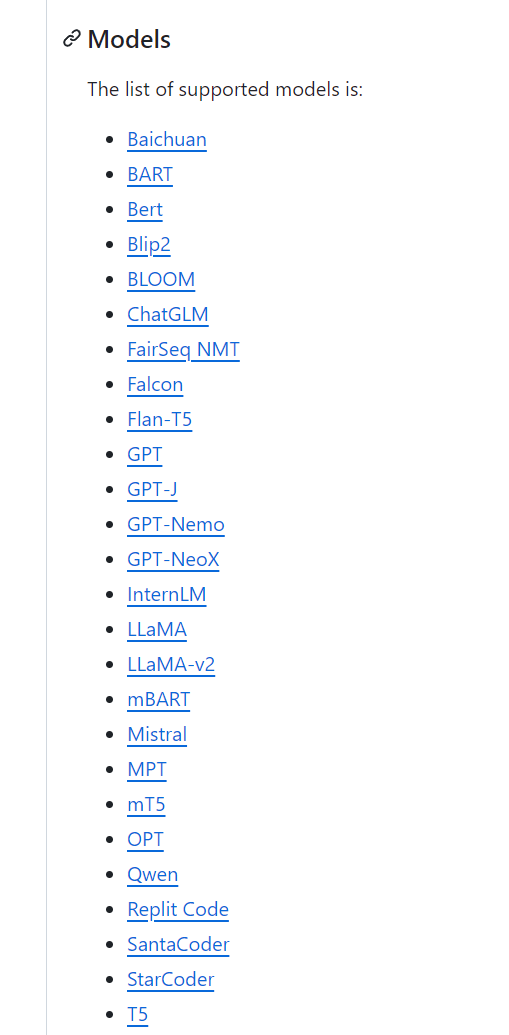 Models
The list of supported models is:
Baichuan
BART
Bert
Blip2
BLOOM
ChatGLM
FairSeq NMT
Falcon
Flan-T5
GPT
GPT-J
GPT-Nemo
GPT-NeoX
InternLM
LLaMA
LLaMA-v2
mBART
Mistral
MPT
mT5
OPT
Qwen
Replit Code
SantaCoder
StarCoder
T5